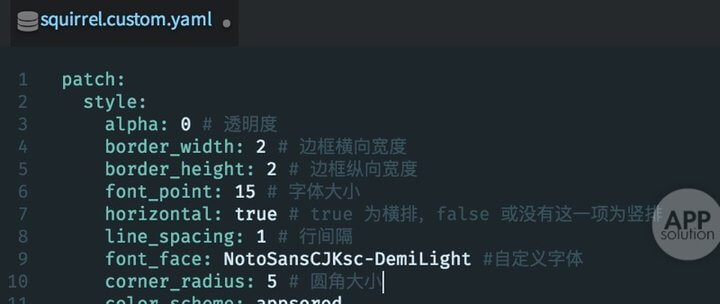 squirrel.custom.yaml
1 patch:
2 style:
3 alpha: 0 # 透明度
4 border_width: 2 # 边框横向宽度
5 border_height: 2 # 边框纵向宽度
6 font_point: 15 # 字体大小
7 horizontal: true # true 为横排, false 或没有这一项为竖排
8 line_spacing: 1 # 行间隔
9 font_face: NotoSansCJKsc-DemiLight #自定义字体
10 corner_radius: 5 # 圆角大小
11 color_scheme: appsored
APP
solution